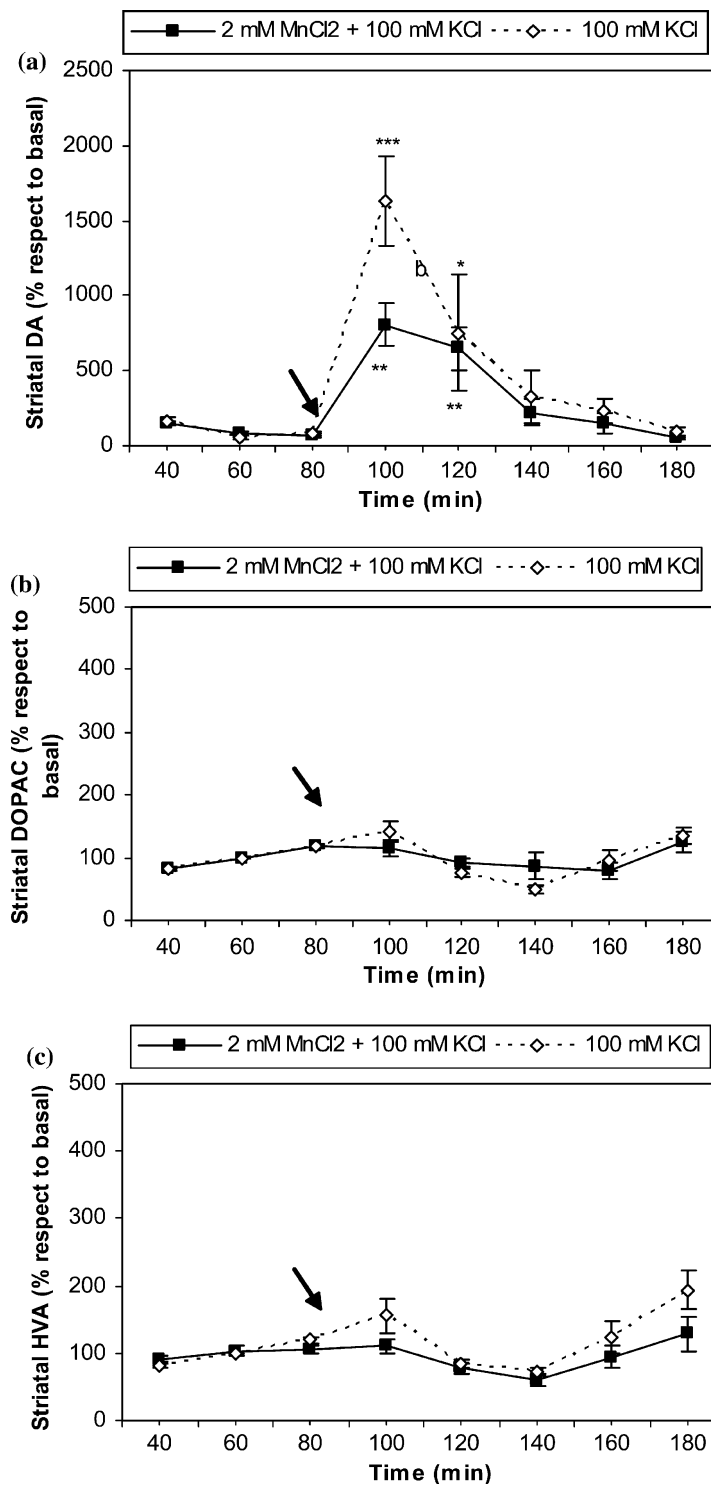 2 mM MnCl2 + 100 mM KCl 100 mM KCl
(a)
Striatal DA (% respect to basal)
2500
2000
1500
1000
500
0
***
b
*
**
**
40 60 80 100 120 140 160 180
Time (min)
2 mM MnCl2 + 100 mM KCl 100 mM KCl
(b)
Striatal DOPAC (% respect to
basal)
500
400
300
200
100
0
40 60 80 100 120 140 160 180
Time (min)
2 mM MnCl2 + 100 mM KCl 100 mM KCl
(c)
Striatal HVA (% respect to basal)
500
400
300
200
100
0
40 60 80 100 120 140 160 180
Time (min)